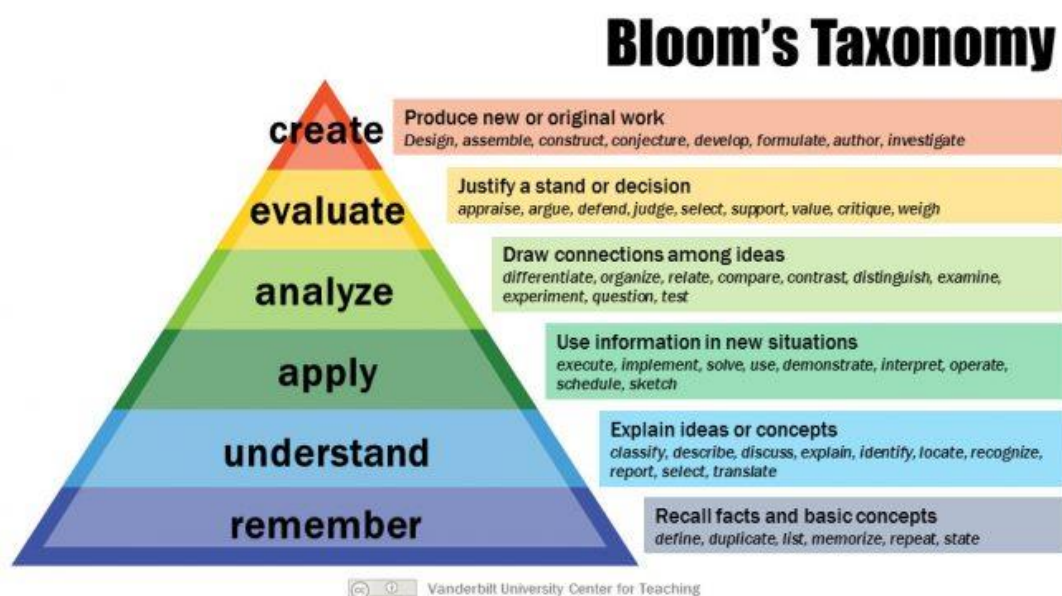 Bloom's Taxonomy
create
Produce new or original work
Design, assemble, construct, conjecture, develop, formulate, author, investigate
evaluate
Justify a stand or decision
appraise, argue, defend, judge, select, support, value, critique, weigh
analyze
Draw connections among ideas
differentiate, organize, relate, compare, contrast, distinguish, examine,
experiment, question, test
apply
Use information in new situations
execute, implement, solve, use, demonstrate, interpret, operate,
schedule, sketch
understand
Explain ideas or concepts
classify, describe, discuss, explain, identify, locate, recognize,
report, select, translate
remember
Recall facts and basic concepts
define, duplicate, list, memorize, repeat, state
cc Vanderbilt University Center for Teaching